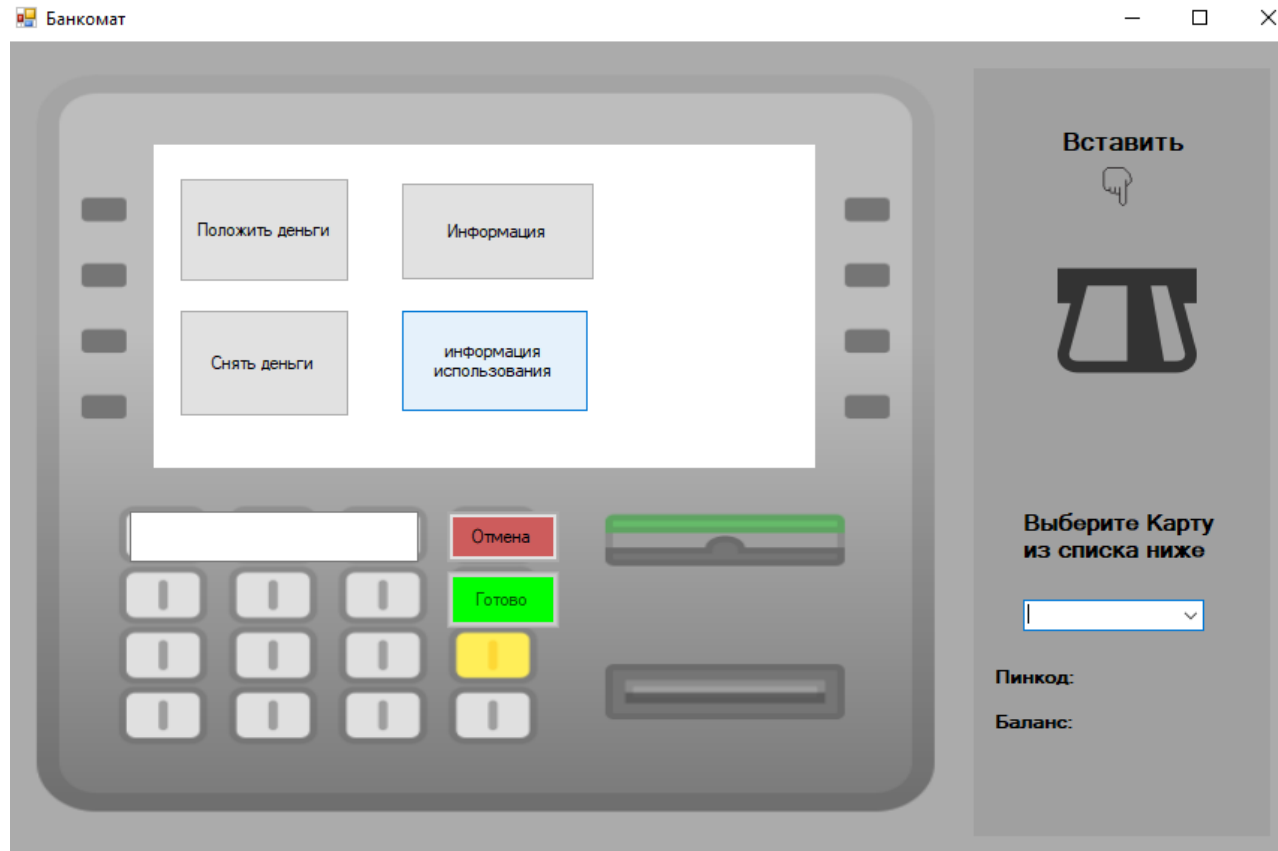 Банкомат
Положить деньги
Информация
Снять деньги
информация
использования
Отмена
Готово
Вставить
Выберите Карту
из списка ниже
Пинкод:
Баланс: